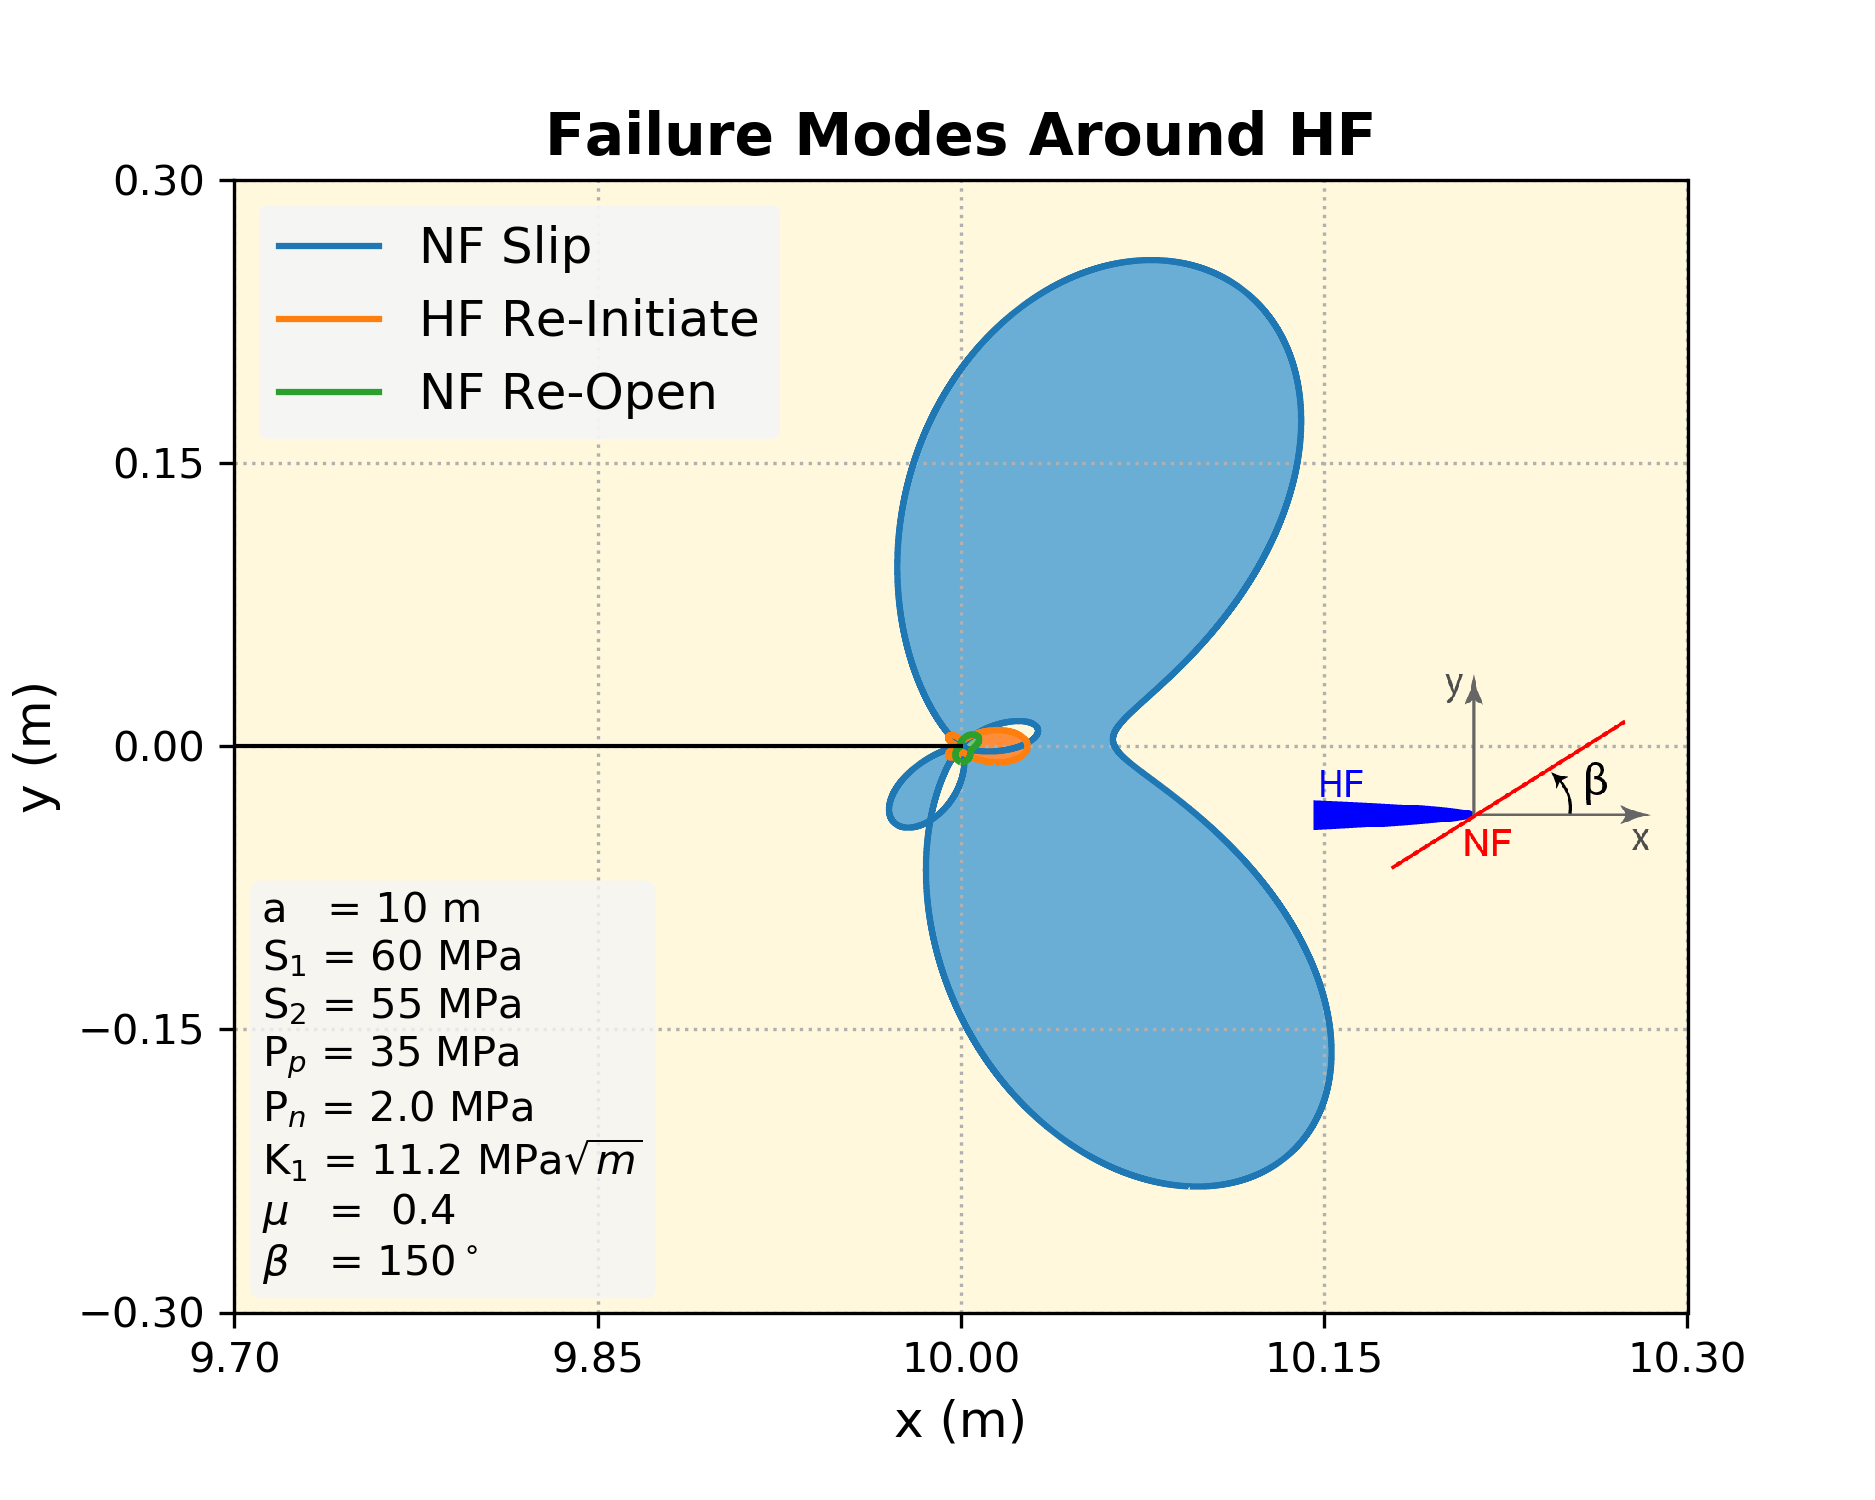 Failure Modes Around HF
0.30
0.15
0.00
−0.15
−0.30
y (m)
NF Slip
HF Re-Initiate
NF Re-Open
y
HF
β
NF
x
a = 10 m
S₁ = 60 MPa
S₂ = 55 MPa
Pₚ = 35 MPa
Pₙ = 2.0 MPa
K₁ = 11.2 MPa√m
μ = 0.4
β = 150°
9.70 9.85 10.00 10.15 10.30
x (m)